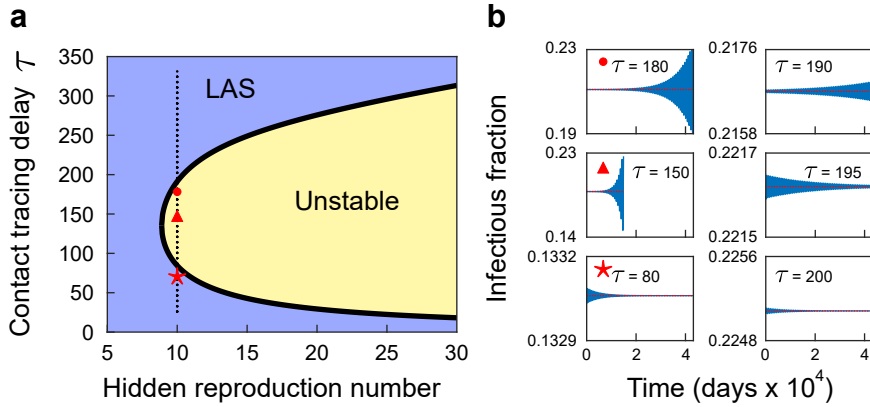 a
Contact tracing delay τ
350
300
250
200
150
100
50
0
LAS
Unstable
5
10
15
20
25
30
Hidden reproduction number
b
Infectious fraction
0.23
τ = 180
0.19
0.2176
τ = 190
0.2158
0.23
τ = 150
0.14
0.2217
τ = 195
0.2215
0.1332
τ = 80
0.1329
0.2256
τ = 200
0.2248
0
2
4
0
2
4
Time (days x 10^4)